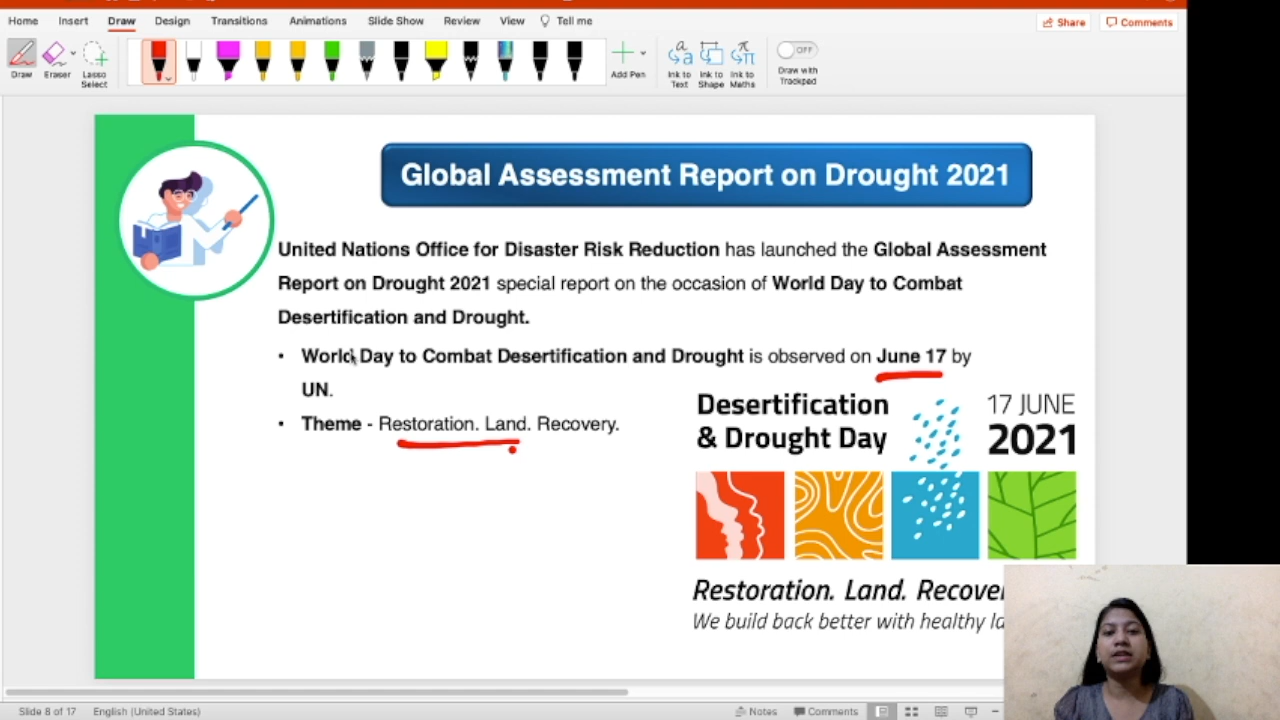 Home Insert Draw Design Transitions Animations Slide Show Review View Tell me Share Comments
Draw Eraser Lasso Select Add Pen Ink to Text Ink to Shape Ink to Maths OFF Draw with Trackpad
Global Assessment Report on Drought 2021
United Nations Office for Disaster Risk Reduction has launched the Global Assessment
Report on Drought 2021 special report on the occasion of World Day to Combat
Desertification and Drought.
• World Day to Combat Desertification and Drought is observed on June 17 by
UN.
• Theme - Restoration. Land. Recovery.
Desertification
& Drought Day
17 JUNE
2021
Restoration. Land. Recove
We build back better with healthy la
Slide 8 of 17 English (United States) Notes Comments